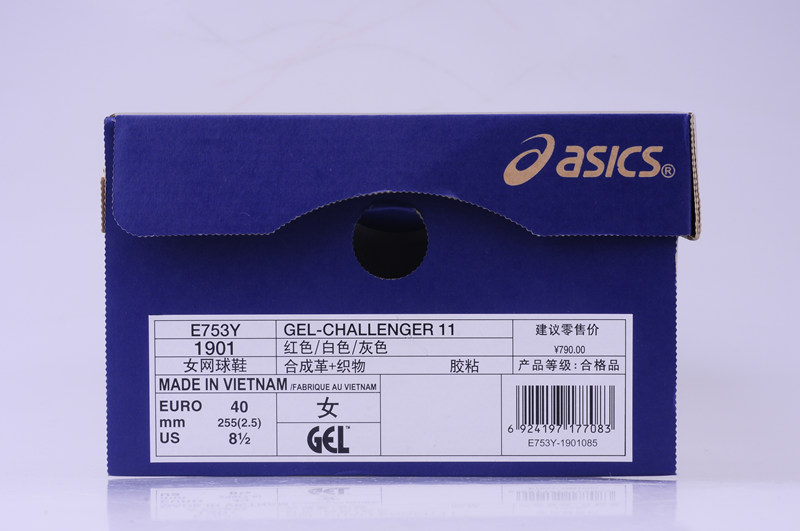 asics®
E753Y GEL-CHALLENGER 11 建议零售价
1901 红色/白色/灰色 ¥790.00
女网球鞋 合成革+织物 胶粘 产品等级:合格品
MADE IN VIETNAM /FABRIQUE AU VIETNAM
EURO 40 女
mm 255(2.5)
US 8½ GEL™
6 924197 177083
E753Y-1901085